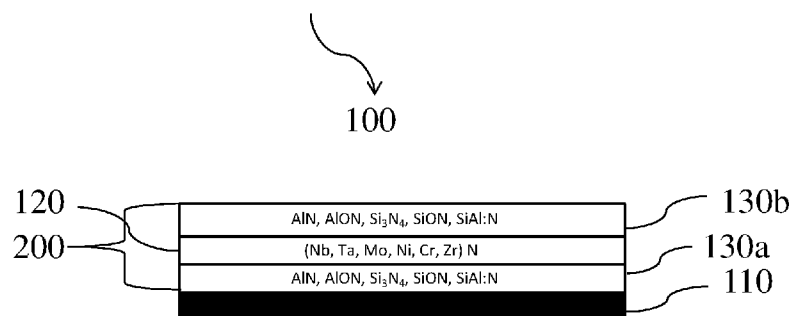 100
AlN, AlON, Si₃N₄, SiON, SiAl:N
130b
120
(Nb, Ta, Mo, Ni, Cr, Zr) N
200
130a
AlN, AlON, Si₃N₄, SiON, SiAl:N
110